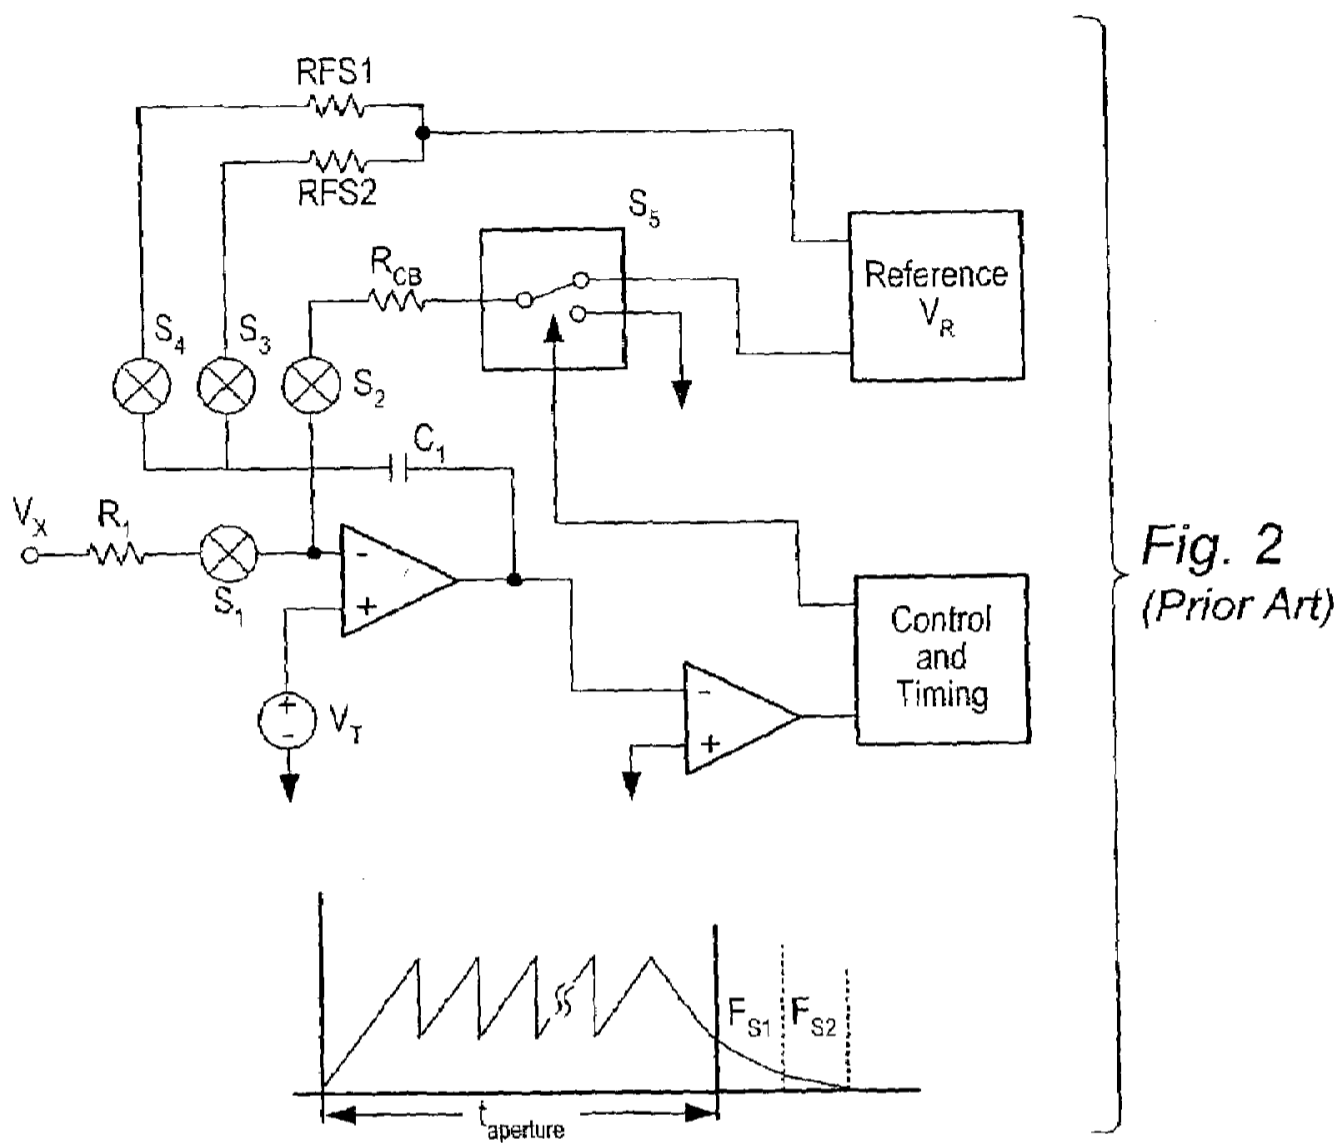 RFS1
RFS2
S5
RCB
Reference
VR
S4
S3
S2
C1
VX
R1
S1
-
+
+
-
VT
-
+
Control
and
Timing
Fig. 2
(Prior Art)
FS1
FS2
taperture